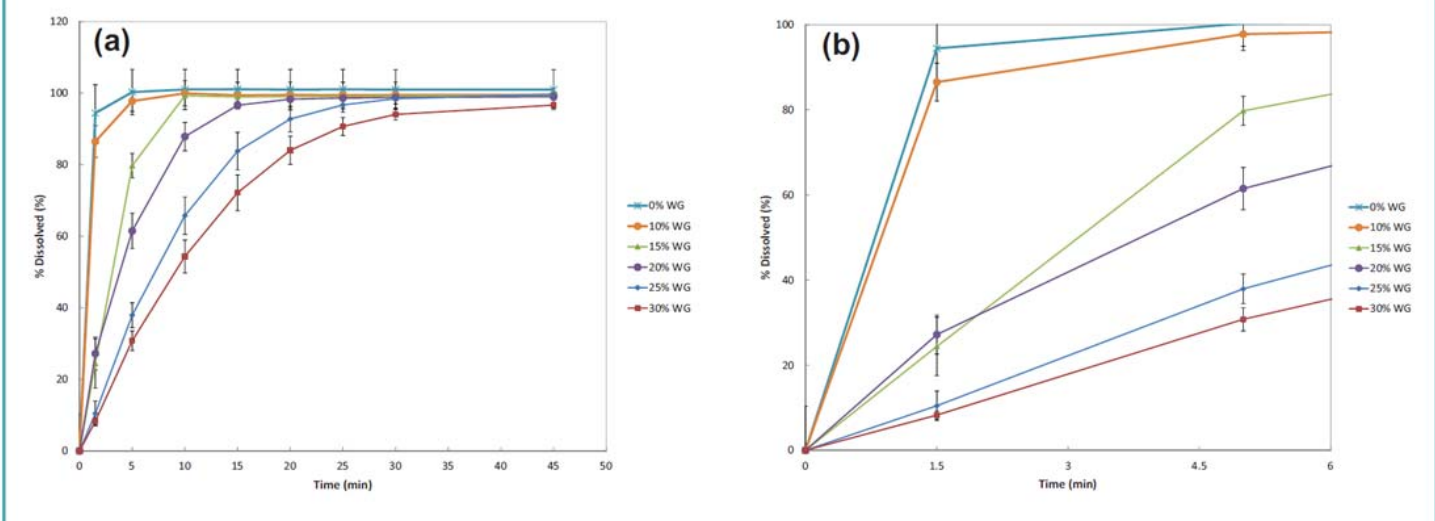 (a)
120
100
80
60
40
20
0
% Dissolved (%)
0 5 10 15 20 25 30 35 40 45 50
Time (min)
0% WG
10% WG
15% WG
20% WG
25% WG
30% WG
(b)
100
80
60
40
20
0
% Dissolved (%)
0 1.5 3 4.5 6
Time (min)
0% WG
10% WG
15% WG
20% WG
25% WG
30% WG